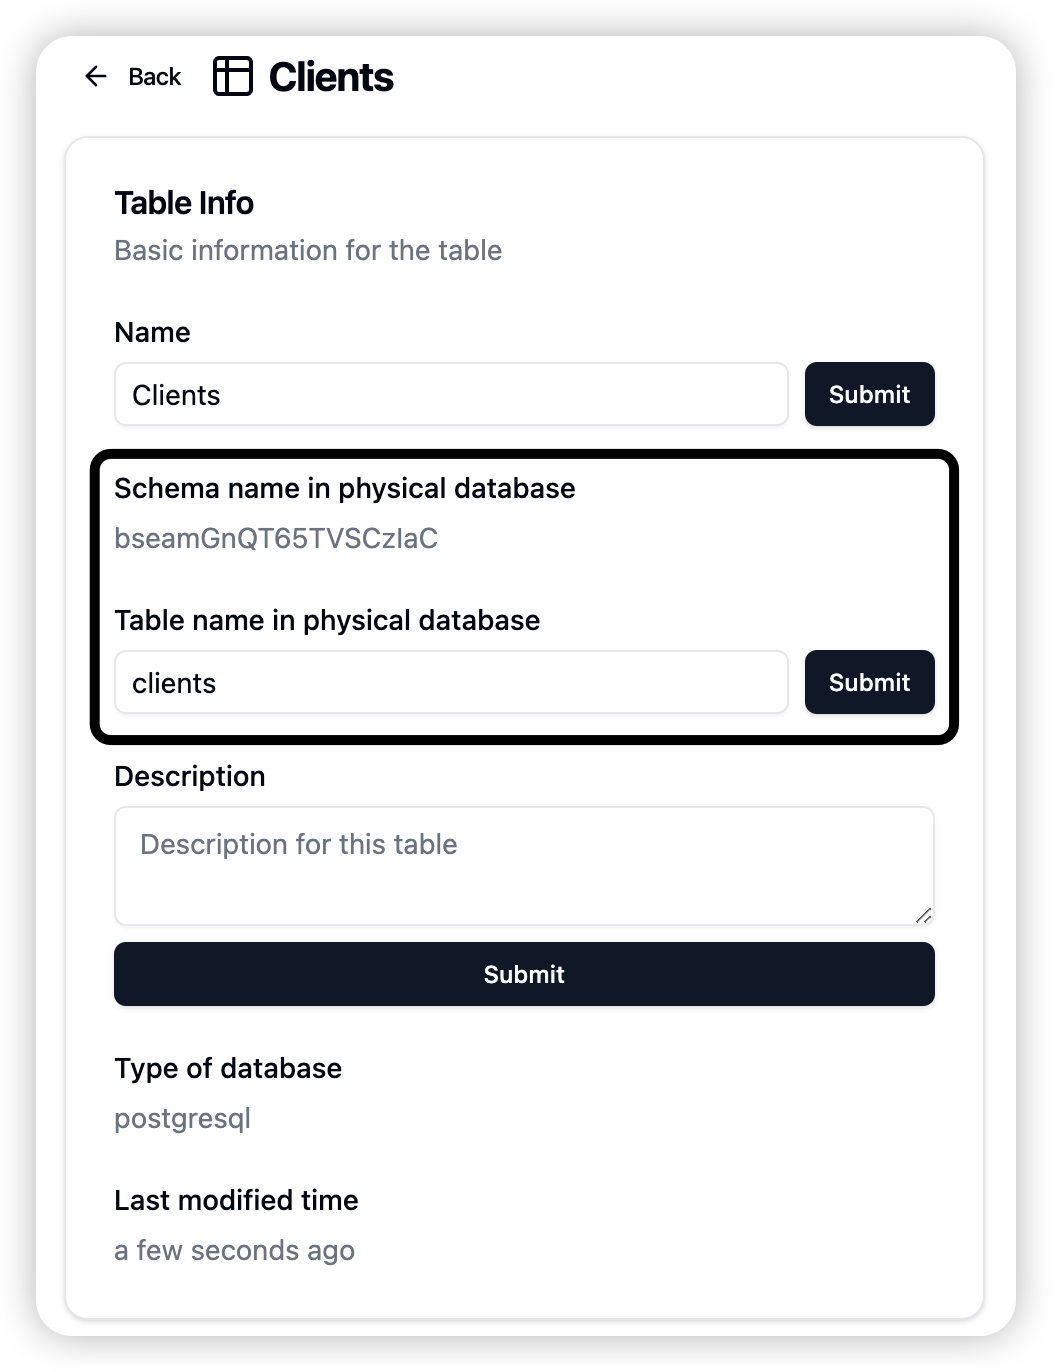 Back
Clients
Table Info
Basic information for the table
Name
Clients
Submit
Schema name in physical database
bseamGnQT65TVSCzIaC
Table name in physical database
clients
Submit
Description
Description for this table
Submit
Type of database
postgresql
Last modified time
a few seconds ago